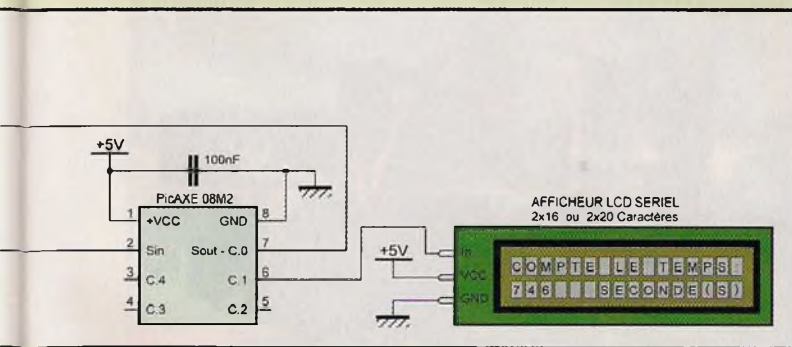 +5V
100nF
PicAXE 08M2
1 +VCC GND 8
2 Sin Sout - C.0 7
3 C.4 C.1 6
4 C.3 C.2 5
AFFICHEUR LCD SERIEL
2x16 ou 2x20 Caractères
+5V
In
VCC
GND
COMPTE LE TEMPS
746 SECONDE(S)